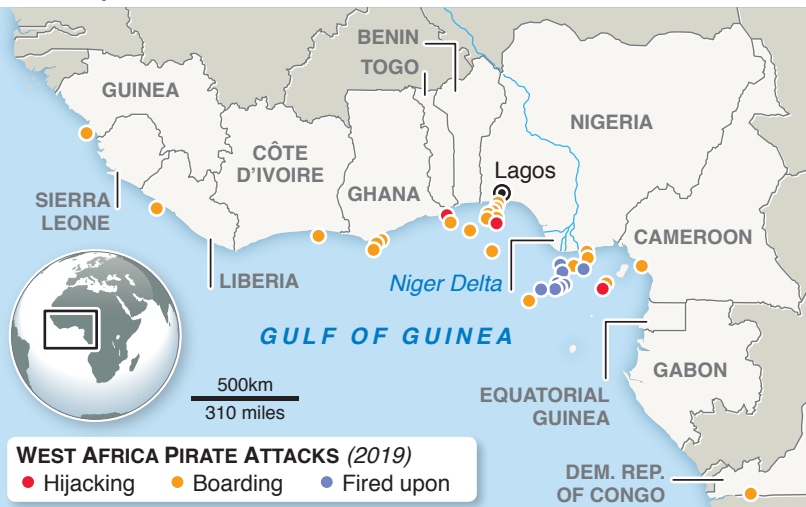 BENIN
TOGO
GUINEA
NIGERIA
CÔTE
D'IVOIRE
Lagos
GHANA
SIERRA
LEONE
CAMEROON
LIBERIA
Niger Delta
GULF OF GUINEA
GABON
500km
310 miles
EQUATORIAL
GUINEA
WEST AFRICA PIRATE ATTACKS (2019)
Hijacking Boarding Fired upon
DEM. REP.
OF CONGO